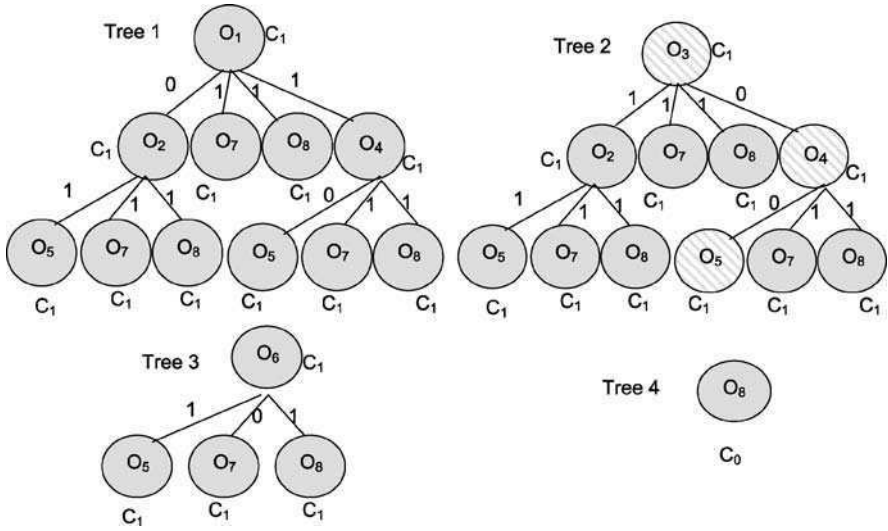 Tree 1 O₁ C₁
0 1 1 1
C₁ O₂ O₇ O₈ O₄ C₁
C₁ C₁
1 1 1 0 1 1
O₅ O₇ O₈ O₅ O₇ O₈
C₁ C₁ C₁ C₁ C₁ C₁
Tree 2 O₃ C₁
1 1 1 0
C₁ O₂ O₇ O₈ O₄ C₁
C₁ C₁
1 1 1 0 1 1
O₅ O₇ O₈ O₅ O₇ O₈
C₁ C₁ C₁ C₁ C₁ C₁
Tree 3 O₆ C₁
1 0 1
O₅ O₇ O₈
C₁ C₁ C₁
Tree 4 O₈
C₀